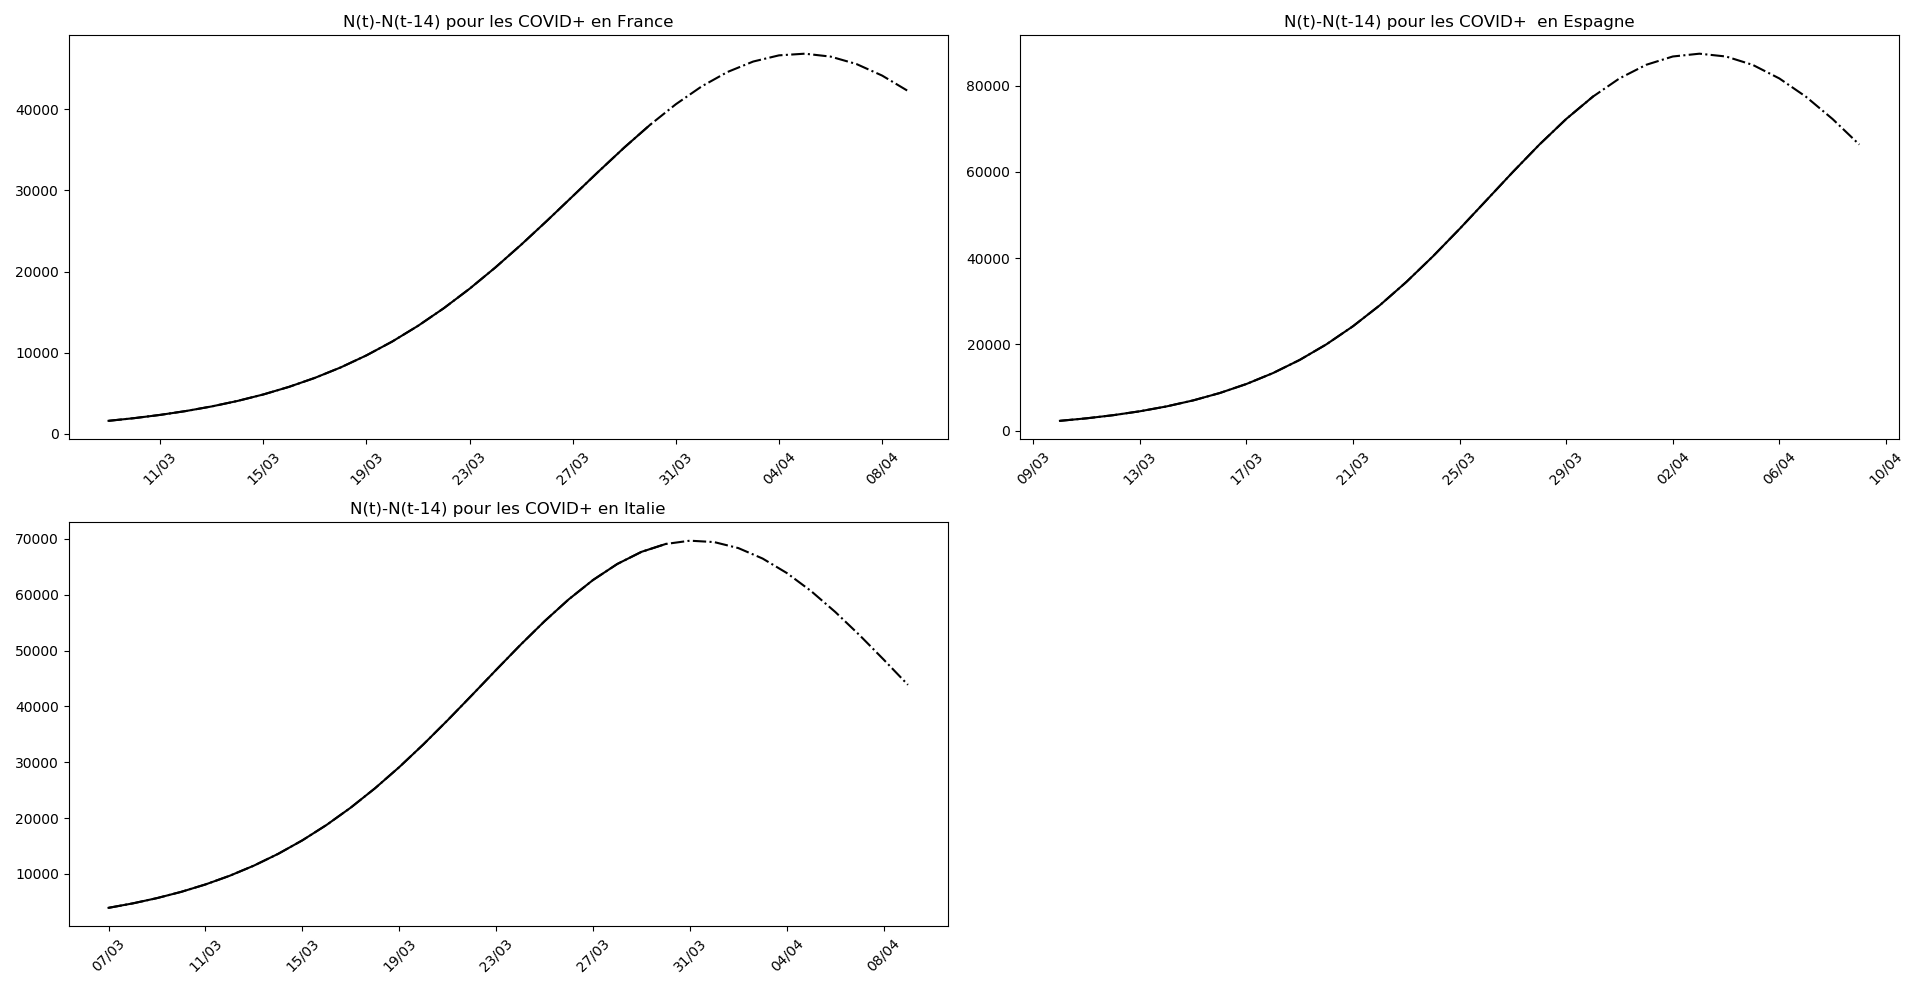 N(t)-N(t-14) pour les COVID+ en France
40000
30000
20000
10000
0
11/03 15/03 19/03 23/03 27/03 31/03 04/04 08/04
N(t)-N(t-14) pour les COVID+  en Espagne
80000
60000
40000
20000
0
09/03 13/03 17/03 21/03 25/03 29/03 02/04 06/04 10/04
N(t)-N(t-14) pour les COVID+ en Italie
70000
60000
50000
40000
30000
20000
10000
07/03 11/03 15/03 19/03 23/03 27/03 31/03 04/04 08/04